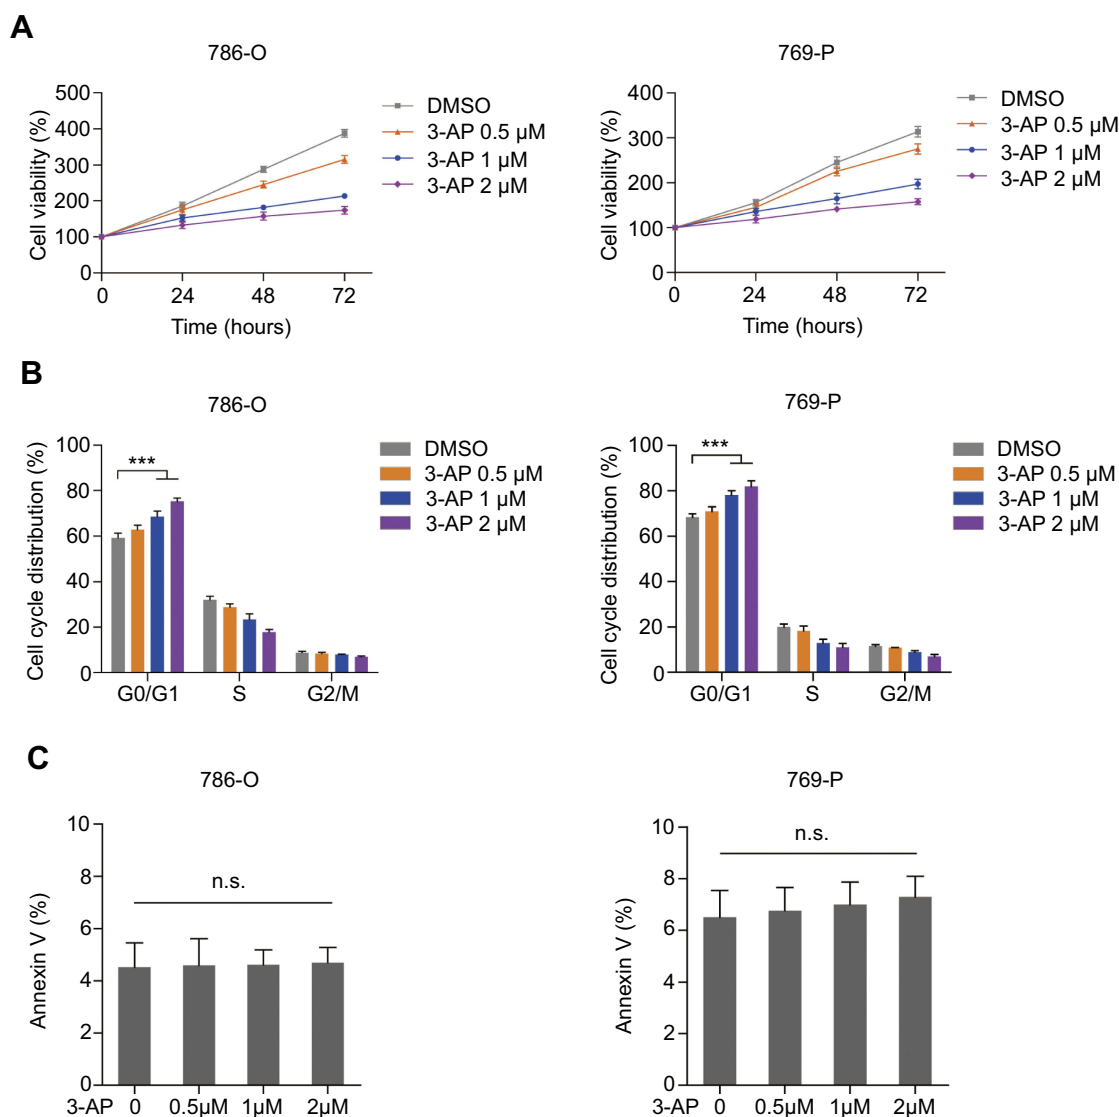 A
786-O
Cell viability (%)
500
400
300
200
100
0
0 24 48 72
Time (hours)
DMSO
3-AP 0.5 μM
3-AP 1 μM
3-AP 2 μM
769-P
Cell viability (%)
400
300
200
100
0
0 24 48 72
Time (hours)
DMSO
3-AP 0.5 μM
3-AP 1 μM
3-AP 2 μM
B
786-O
Cell cycle distribution (%)
100
80
60
40
20
0
***
G0/G1 S G2/M
DMSO
3-AP 0.5 μM
3-AP 1 μM
3-AP 2 μM
769-P
Cell cycle distribution (%)
100
80
60
40
20
0
***
G0/G1 S G2/M
DMSO
3-AP 0.5 μM
3-AP 1 μM
3-AP 2 μM
C
786-O
Annexin V (%)
10
8
6
4
2
0
n.s.
3-AP 0 0.5μM 1μM 2μM
769-P
Annexin V (%)
10
8
6
4
2
0
n.s.
3-AP 0 0.5μM 1μM 2μM